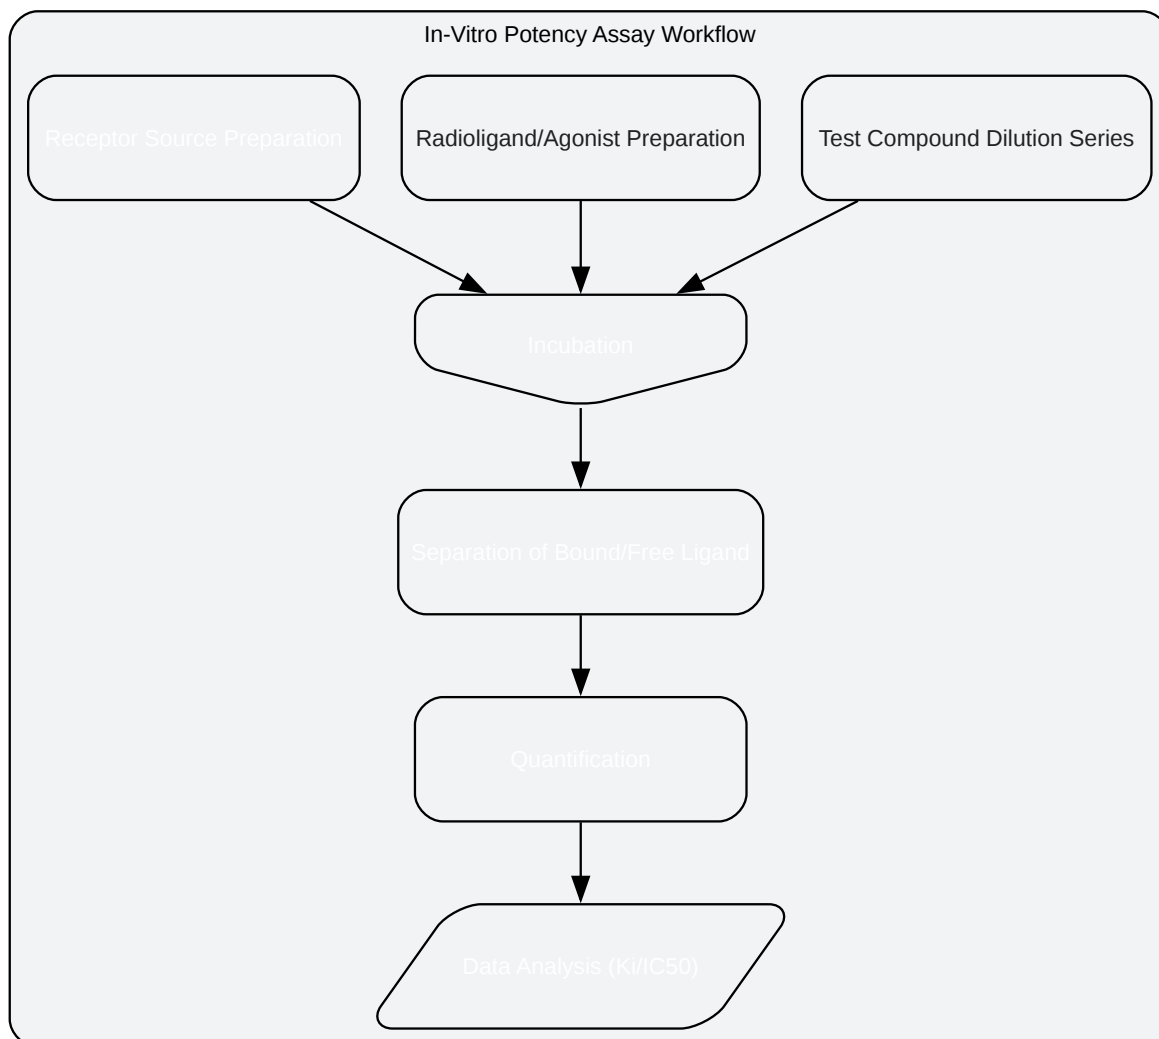 In-Vitro Potency Assay Workflow
Receptor Source Preparation
Radioligand/Agonist Preparation
Test Compound Dilution Series
Incubation
Separation of Bound/Free Ligand
Quantification
Data Analysis (Ki/IC50)